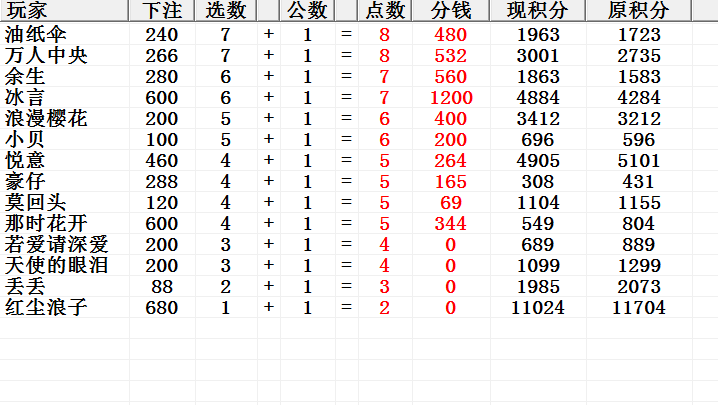 玩家 下注 选数 公数 点数 分钱 现积分 原积分
油纸伞 240 7 + 1 = 8 480 1963 1723
万人中央 266 7 + 1 = 8 532 3001 2735
余生 280 6 + 1 = 7 560 1863 1583
冰言 600 6 + 1 = 7 1200 4884 4284
浪漫樱花 200 5 + 1 = 6 400 3412 3212
小贝 100 5 + 1 = 6 200 696 596
悦意 460 4 + 1 = 5 264 4905 5101
豪仔 288 4 + 1 = 5 165 308 431
莫回头 120 4 + 1 = 5 69 1104 1155
那时花开 600 4 + 1 = 5 344 549 804
若爱请深爱 200 3 + 1 = 4 0 689 889
天使的眼泪 200 3 + 1 = 4 0 1099 1299
丢丢 88 2 + 1 = 3 0 1985 2073
红尘浪子 680 1 + 1 = 2 0 11024 11704